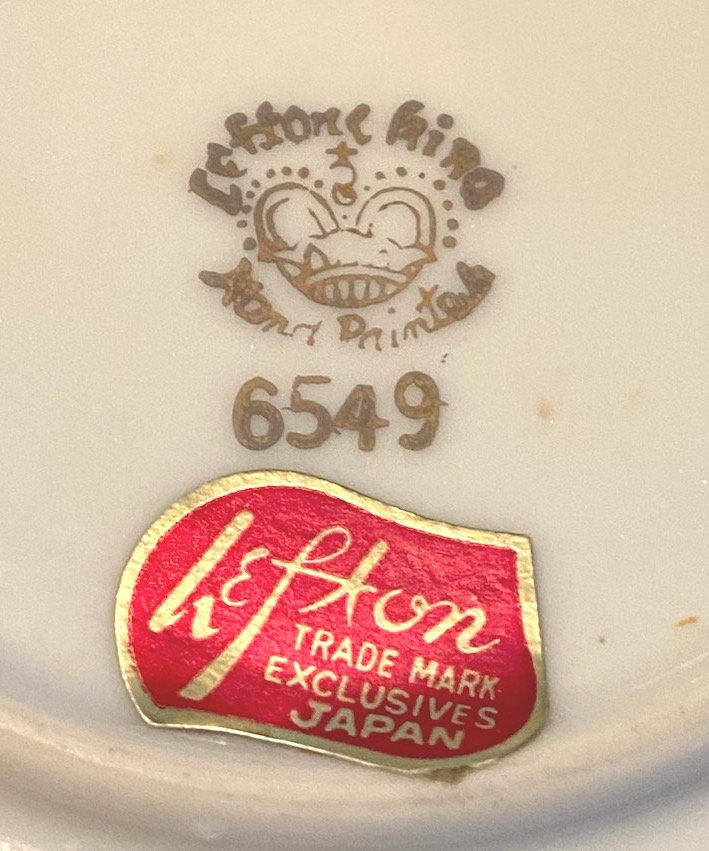 Lefton China
Hand Painted
6549
Lefton
TRADE MARK
EXCLUSIVES
JAPAN